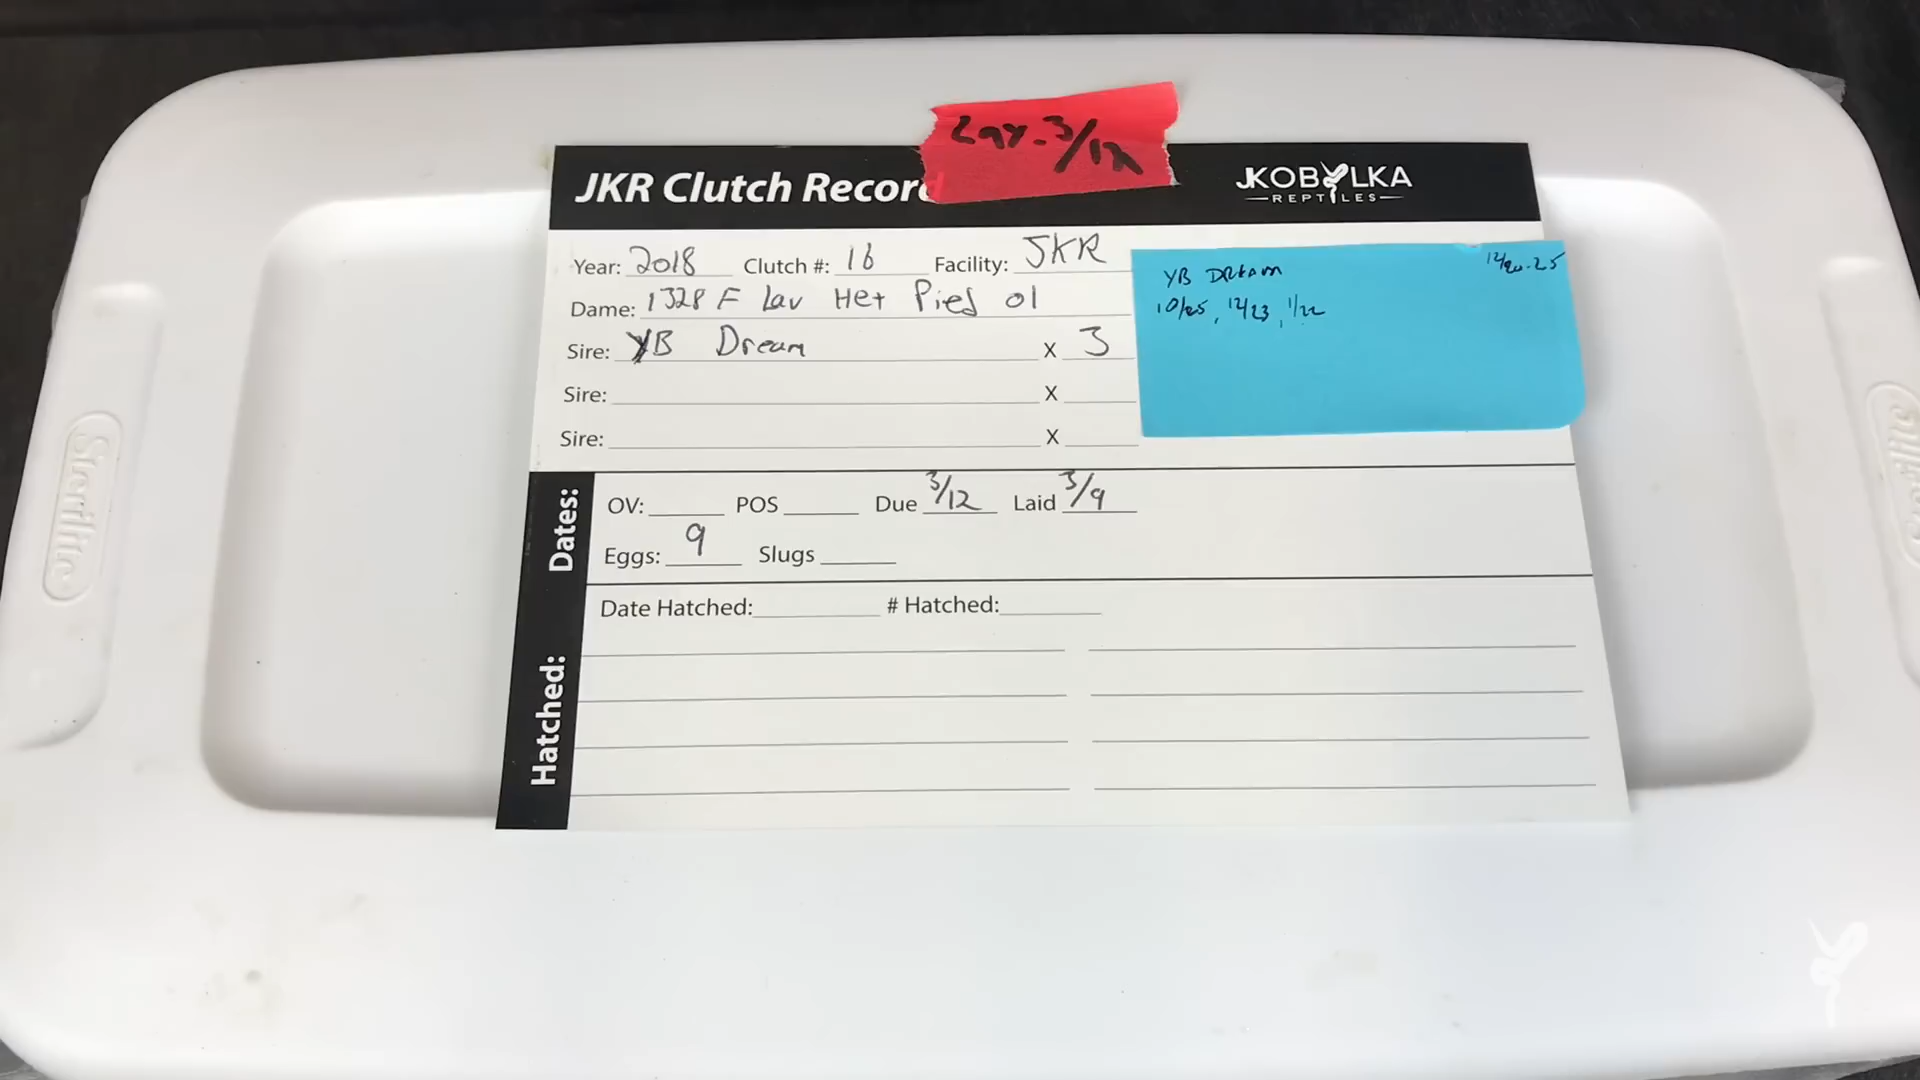 Lay. 3/12
JKR Clutch Record
JKOBYLKA
REPTILES
Year: 2018 Clutch #: 16 Facility: JKR
Dame: 1328 F Lav Het Pied 01
Sire: YB Dream X 3
Sire: X
Sire: X
YB Dream
10/25, 12/23, 1/22
Dates:
OV: POS Due 3/12 Laid 3/9
Eggs: 9 Slugs
Hatched:
Date Hatched: # Hatched:
Sterilite